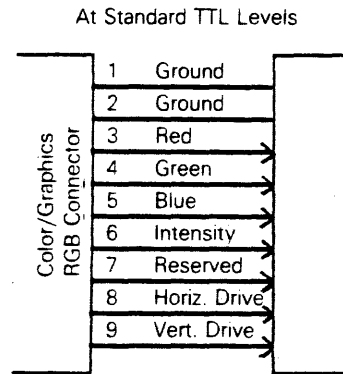 At Standard TTL Levels
Color/Graphics
RGB Connector
1 Ground
2 Ground
3 Red
4 Green
5 Blue
6 Intensity
7 Reserved
8 Horiz. Drive
9 Vert. Drive